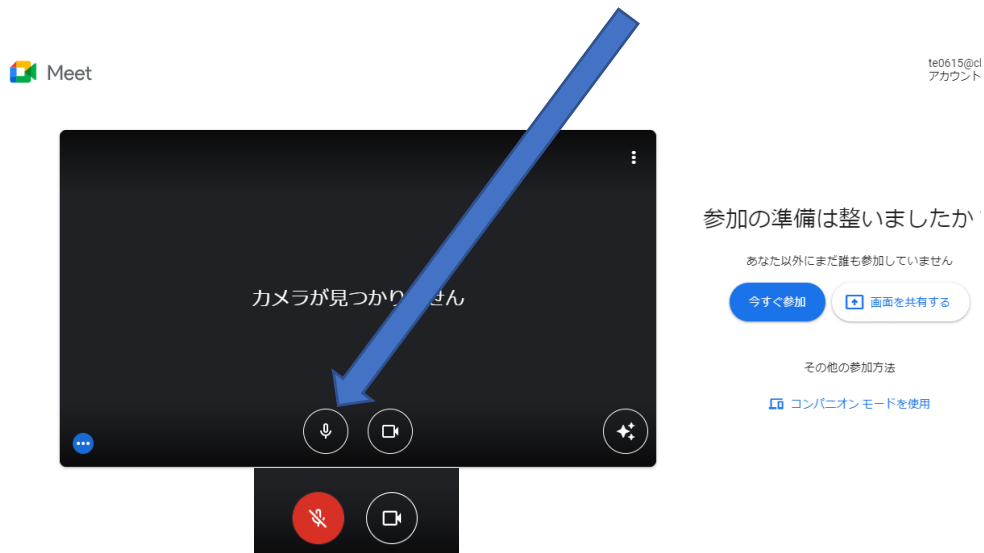 Meet
te0615@cl
アカウント
カメラが見つかりません
参加の準備は整いましたか
あなた以外にまだ誰も参加していません
今すぐ参加
画面を共有する
その他の参加方法
コンパニオン モードを使用